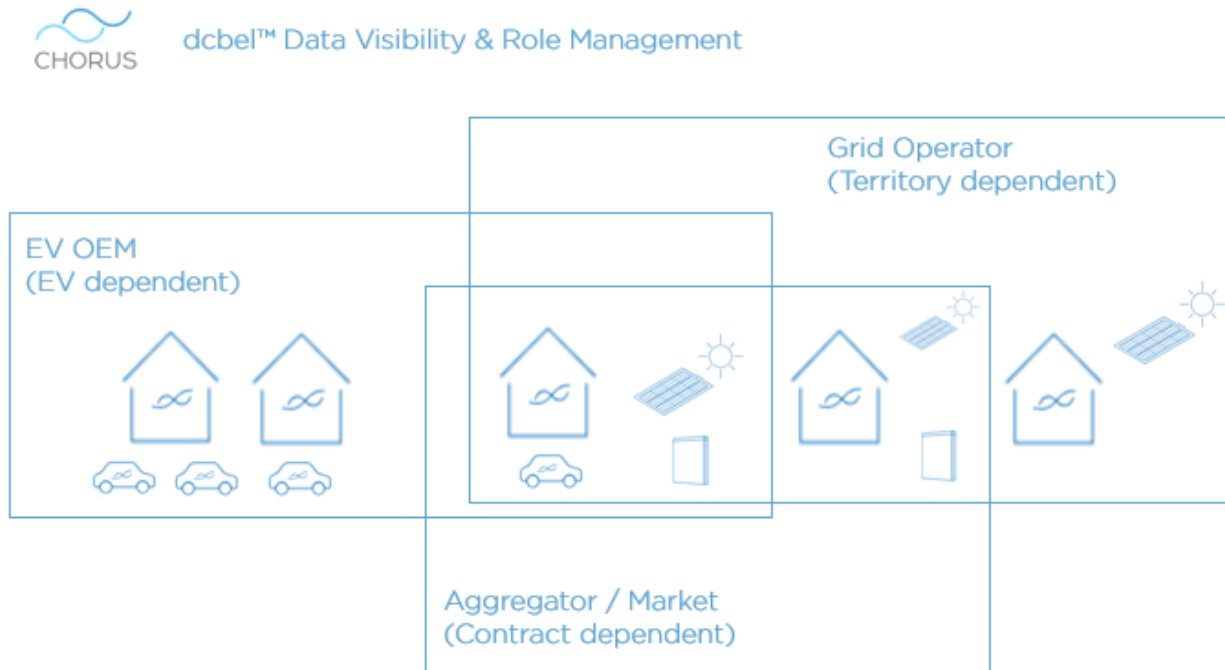 CHORUS
dcbel™ Data Visibility & Role Management
Grid Operator
(Territory dependent)
EV OEM
(EV dependent)
Aggregator / Market
(Contract dependent)